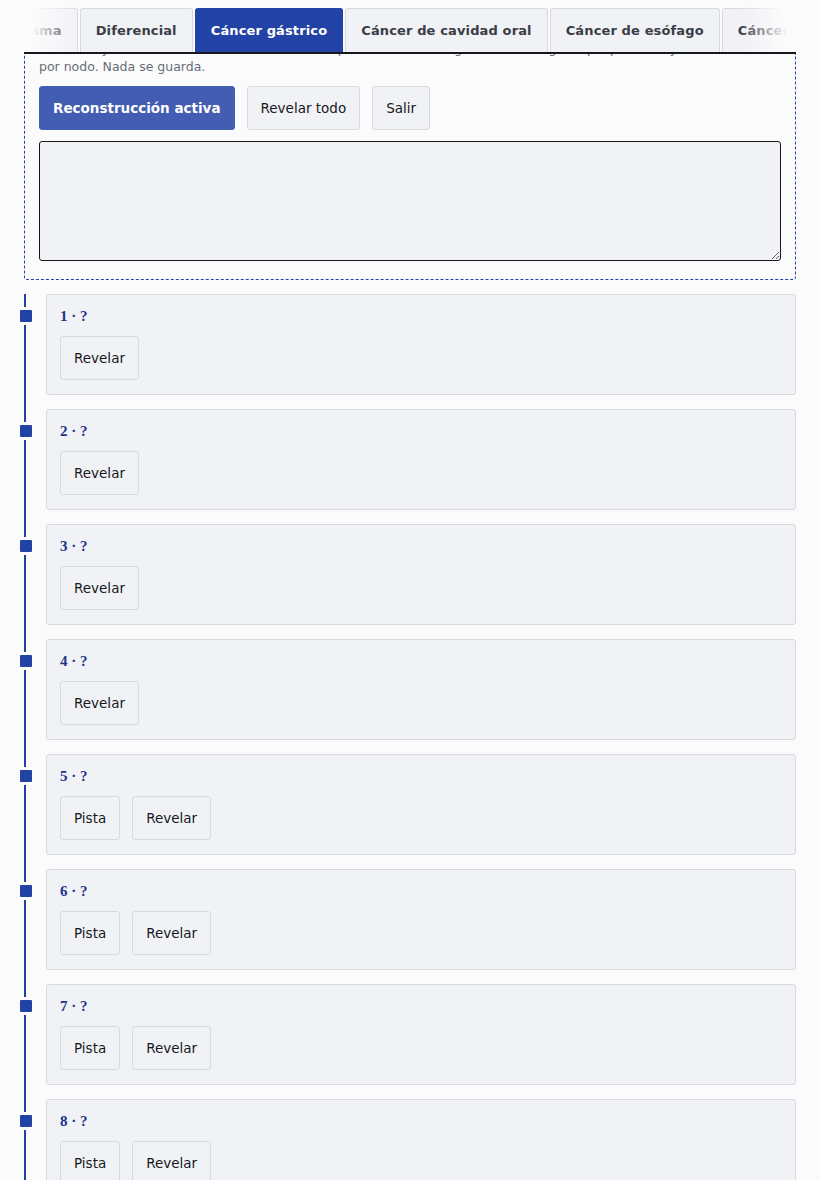 Diferencial
Cáncer gástrico
Cáncer de cavidad oral
Cáncer de esófago
por nodo. Nada se guarda.
Reconstrucción activa
Revelar todo
Salir
1 · ?
Revelar
2 · ?
Revelar
3 · ?
Revelar
4 · ?
Revelar
5 · ?
Pista
Revelar
6 · ?
Pista
Revelar
7 · ?
Pista
Revelar
8 · ?
Pista
Revelar